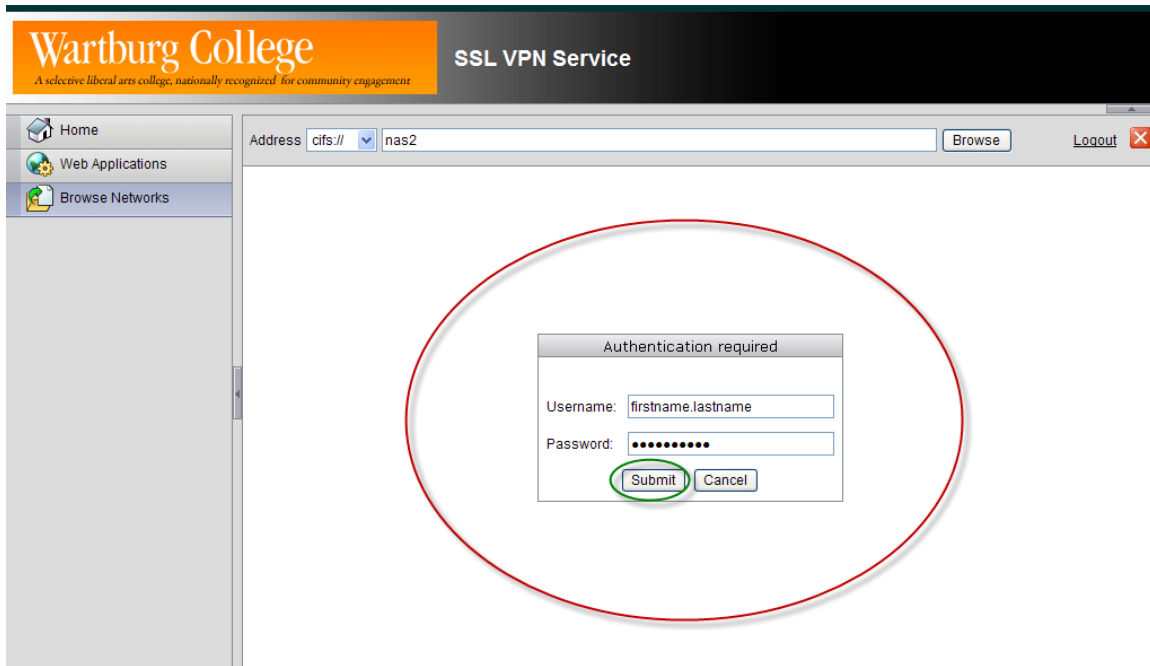 Wartburg College
A selective liberal arts college, nationally recognized for community engagement
SSL VPN Service
Home
Web Applications
Browse Networks
Address cifs:// nas2 Browse Logout
Authentication required
Username: firstname.lastname
Password: ••••••••••
Submit Cancel